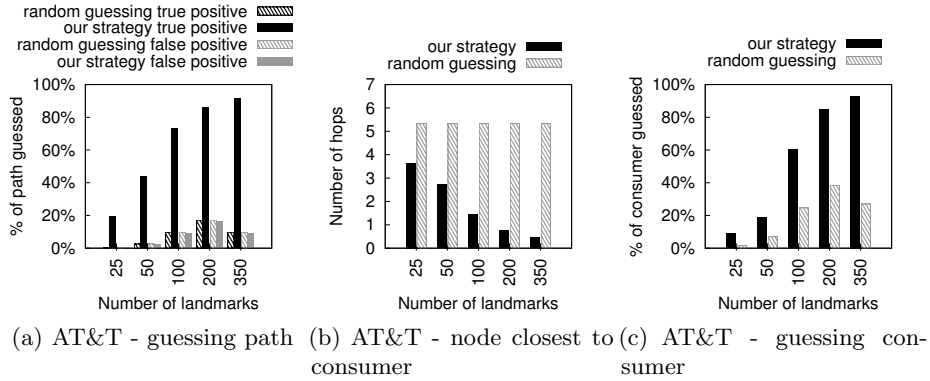 random guessing true positive
our strategy true positive
random guessing false positive
our strategy false positive
100%
80%
60%
40%
20%
0%
% of path guessed
25
50
100
200
350
Number of landmarks
(a) AT&T - guessing path
our strategy
random guessing
7
6
5
4
3
2
1
0
Number of hops
25
50
100
200
350
Number of landmarks
(b) AT&T - node closest to
consumer
our strategy
random guessing
100%
80%
60%
40%
20%
0%
% of consumer guessed
25
50
100
200
350
Number of landmarks
(c) AT&T - guessing con-
sumer